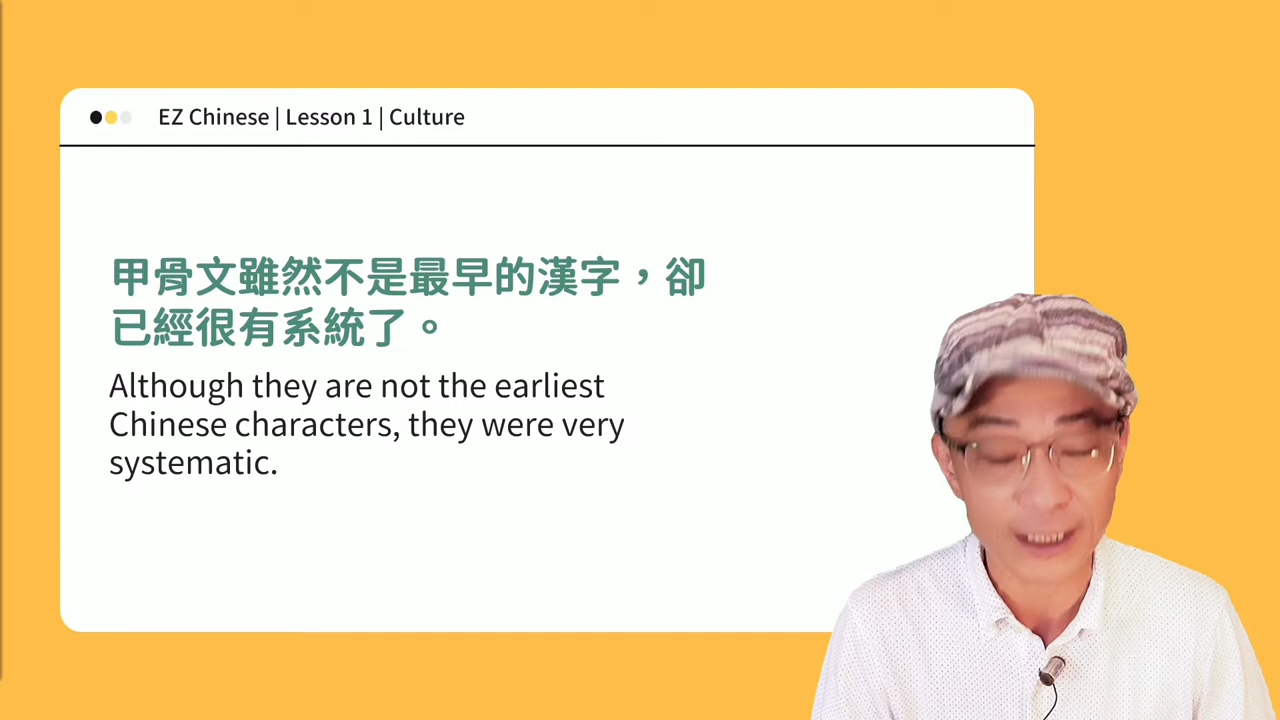 EZ Chinese | Lesson 1 | Culture
甲骨文雖然不是最早的漢字，卻
已經很有系統了。
Although they are not the earliest
Chinese characters, they were very
systematic.